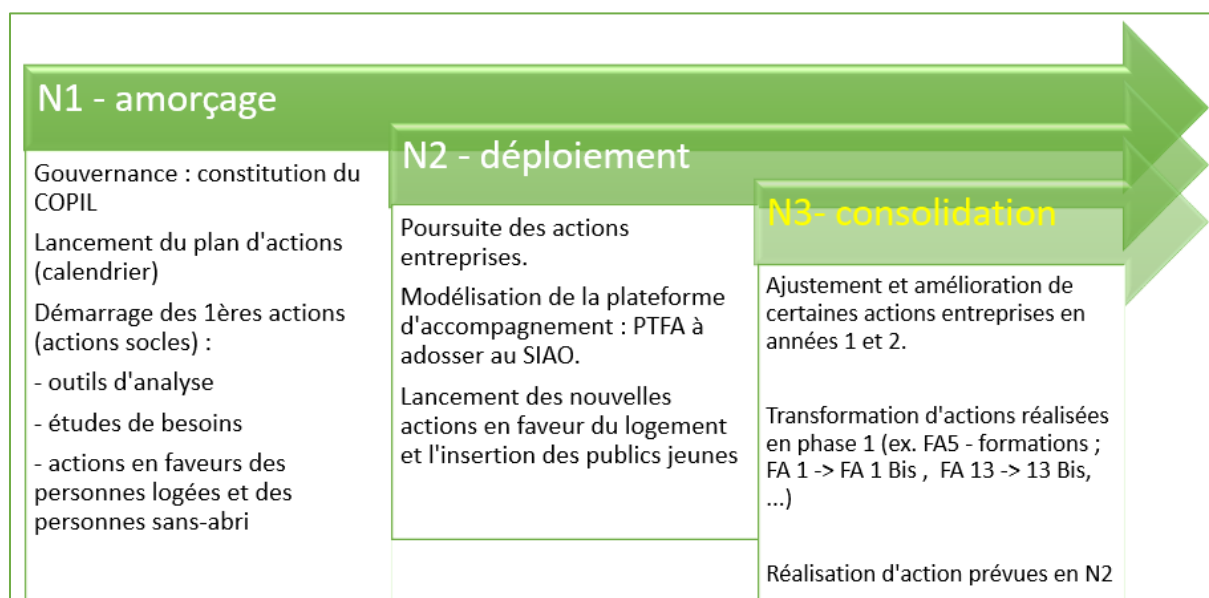 N1 - amorçage
Gouvernance : constitution du
COPIL
Lancement du plan d'actions
(calendrier)
Démarrage des 1ères actions
(actions socles) :
- outils d'analyse
- études de besoins
- actions en faveurs des
personnes logées et des
personnes sans-abri
N2 - déploiement
Poursuite des actions
entreprises.
Modélisation de la plateforme
d'accompagnement : PTFA à
adosser au SIAO.
Lancement des nouvelles
actions en faveur du logement
et l'insertion des publics jeunes
N3- consolidation
Ajustement et amélioration de
certaines actions entreprises en
années 1 et 2.
Transformation d'actions réalisées
en phase 1 (ex. FA5 - formations ;
FA 1 -> FA 1 Bis , FA 13 -> 13 Bis,
...)
Réalisation d'action prévues en N2